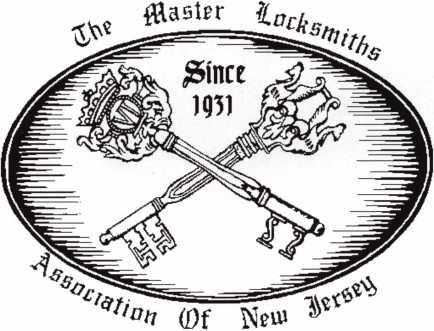 The Master Locksmiths
Since
1931
Association Of New Jersey